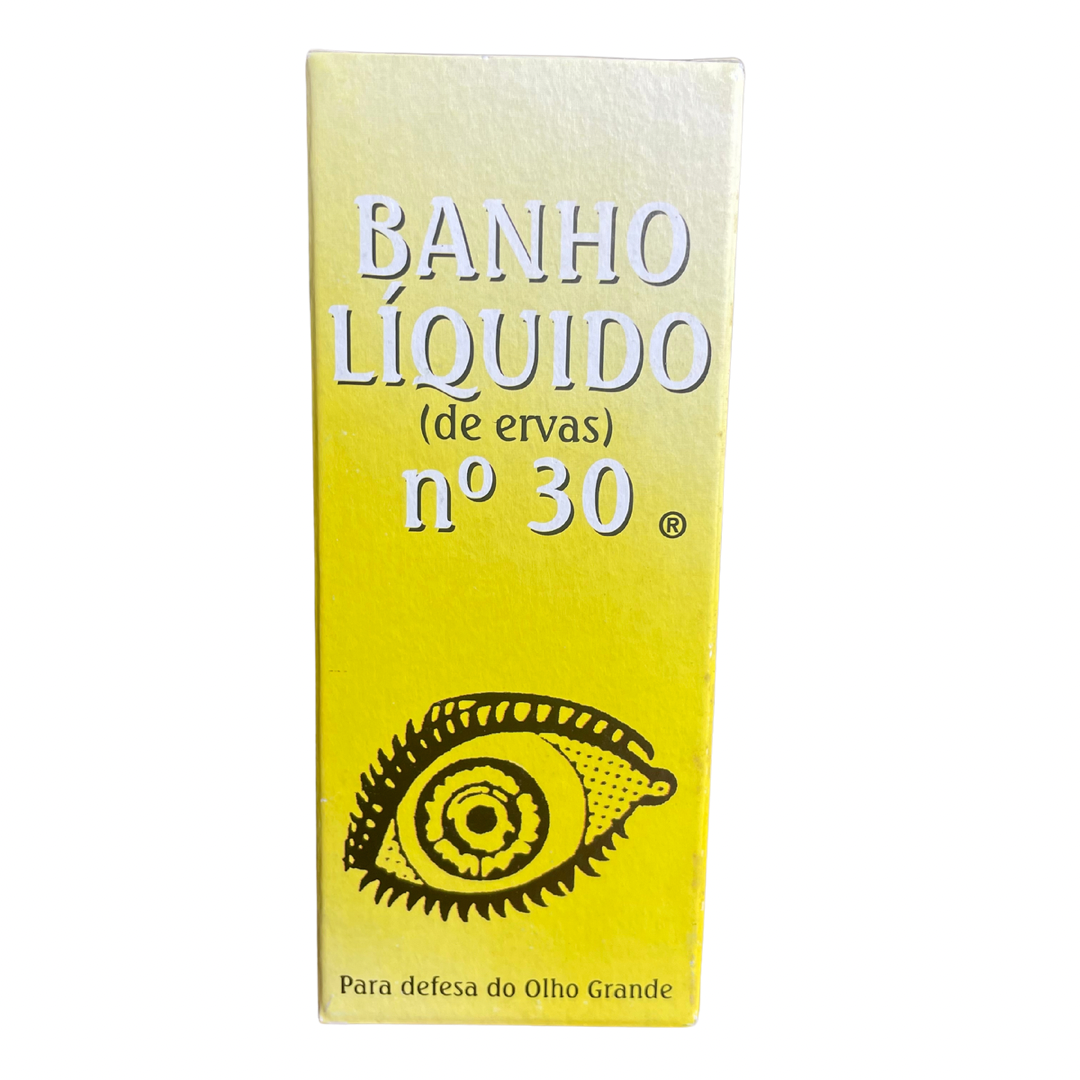 BANHO
LÍQUIDO
(de ervas)
nº 30 ®
Para defesa do Olho Grande